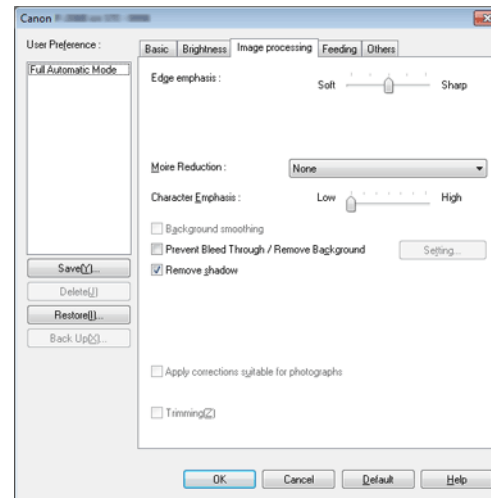 Canon
User Preference :
Full Automatic Mode
Save(Y)...
Delete(J)
Restore(I)...
Back Up(X)...
Basic Brightness Image processing Feeding Others
Edge emphasis :
Soft Sharp
Moire Reduction :
None
Character Emphasis :
Low High
Background smoothing
Prevent Bleed Through / Remove Background
Setting...
Remove shadow
Apply corrections suitable for photographs
Trimming(Z)
OK Cancel Default Help